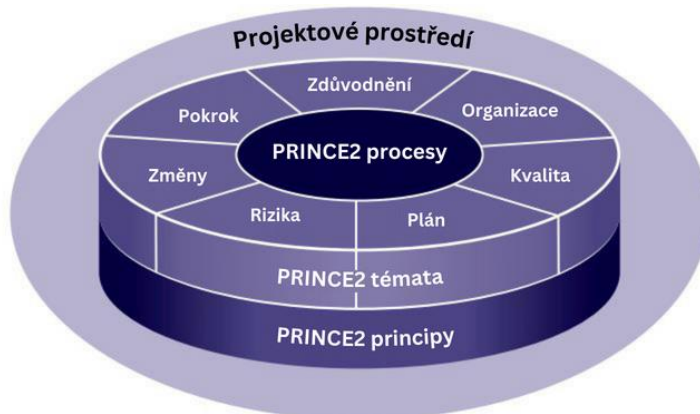 Projektové prostředí
Zdůvodnění
Pokrok
Organizace
PRINCE2 procesy
Změny
Kvalita
Rizika
Plán
PRINCE2 témata
PRINCE2 principy